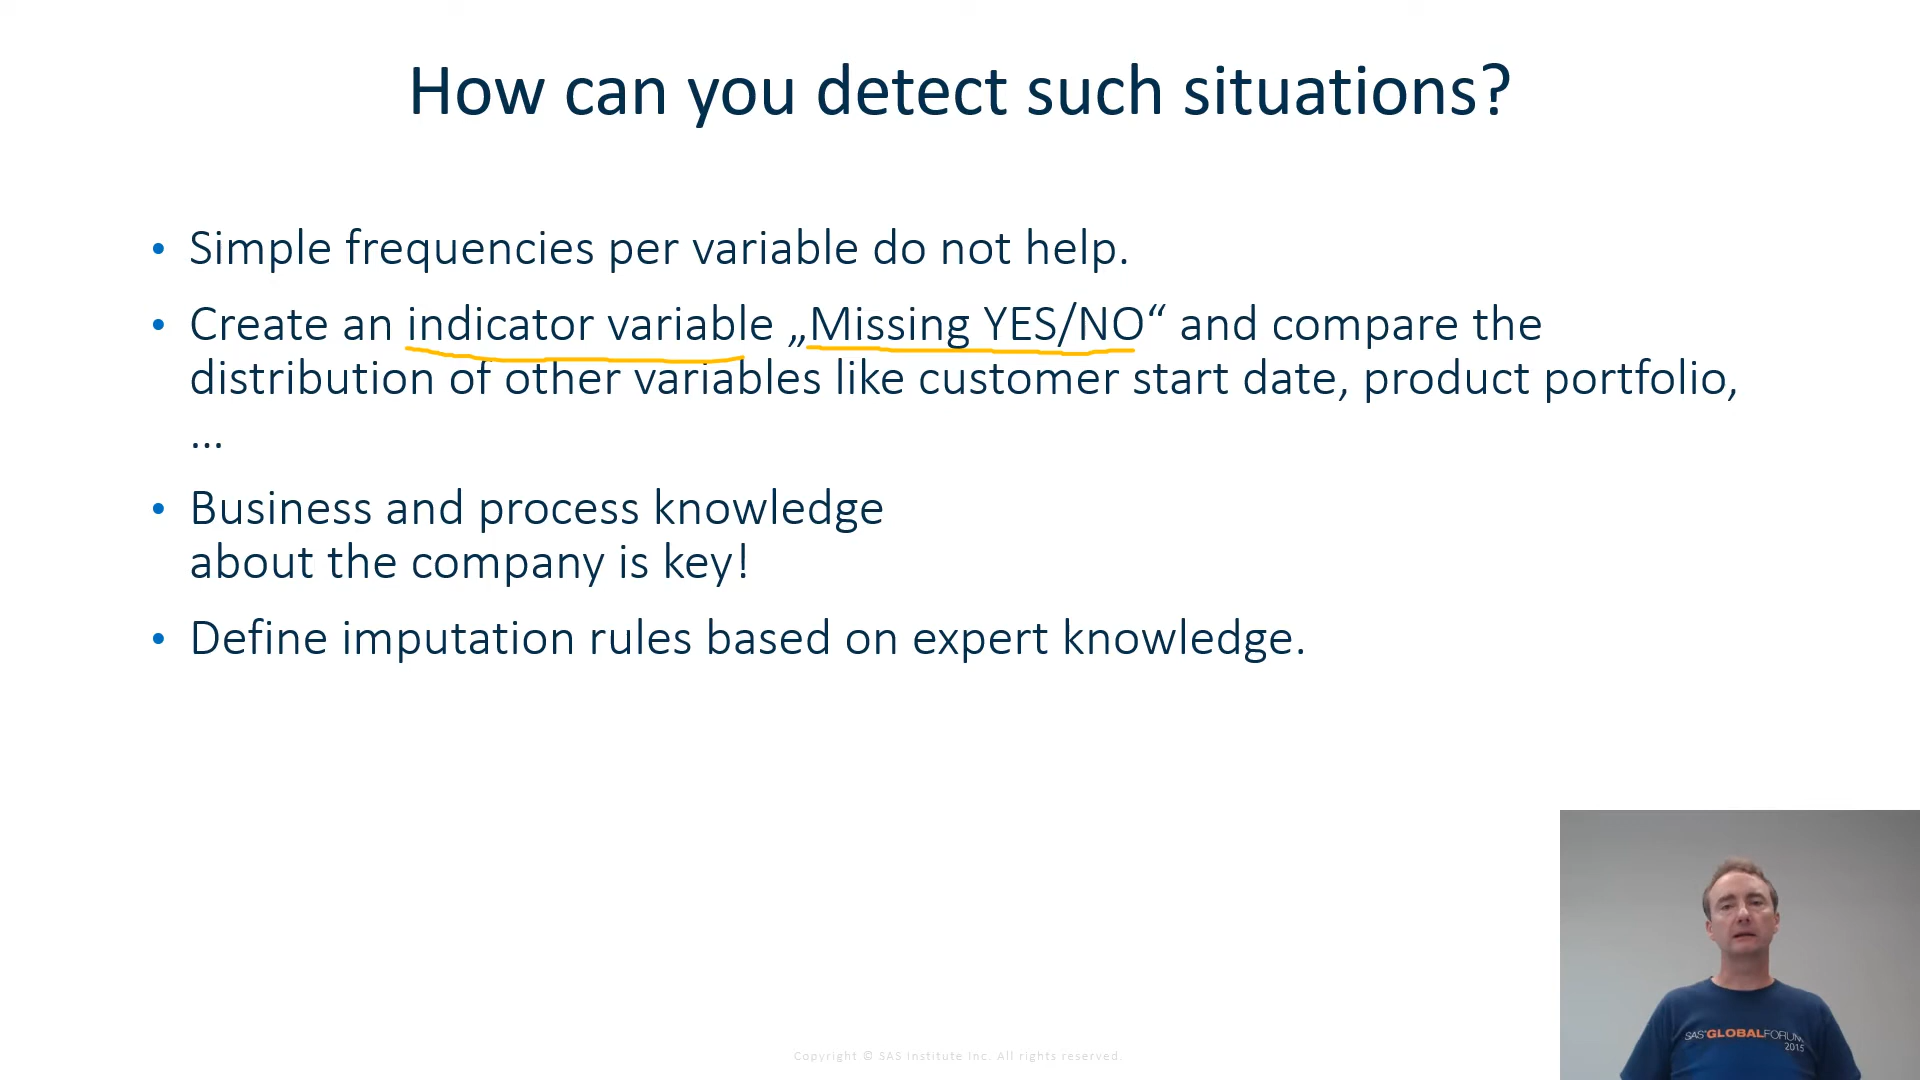 How can you detect such situations?
• Simple frequencies per variable do not help.
• Create an indicator variable „Missing YES/NO“ and compare the
distribution of other variables like customer start date, product portfolio,
...
• Business and process knowledge
about the company is key!
• Define imputation rules based on expert knowledge.
SAS® GLOBALFORUM
2015
Copyright © SAS Institute Inc. All rights reserved.